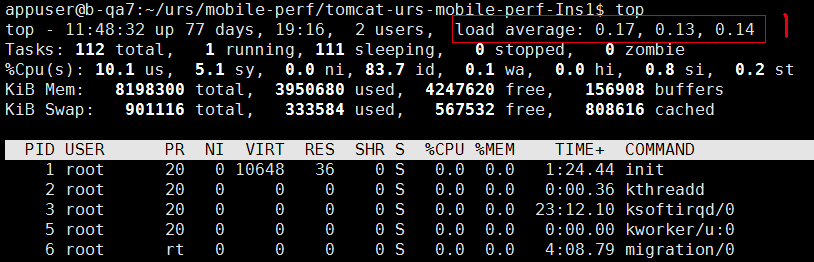 appuser@b-qa7:~/urs/mobile-perf/tomcat-urs-mobile-perf-Ins1$ top
top - 11:48:32 up 77 days, 19:16,  2 users,  load average: 0.17, 0.13, 0.14 1
Tasks: 112 total,   1 running, 111 sleeping,   0 stopped,   0 zombie
%Cpu(s): 10.1 us,  5.1 sy,  0.0 ni, 83.7 id,  0.1 wa,  0.0 hi,  0.8 si,  0.2 st
KiB Mem:   8198300 total,  3950680 used,  4247620 free,   156908 buffers
KiB Swap:   901116 total,   333584 used,   567532 free,   808616 cached
PID USER      PR  NI  VIRT  RES  SHR S  %CPU %MEM    TIME+  COMMAND
1 root      20   0 10648   36    0 S   0.0  0.0   1:24.44 init
2 root      20   0     0    0    0 S   0.0  0.0   0:00.36 kthreadd
3 root      20   0     0    0    0 S   0.0  0.0  23:12.10 ksoftirqd/0
5 root      20   0     0    0    0 S   0.0  0.0   0:00.00 kworker/u:0
6 root      rt   0     0    0    0 S   0.0  0.0   4:08.79 migration/0